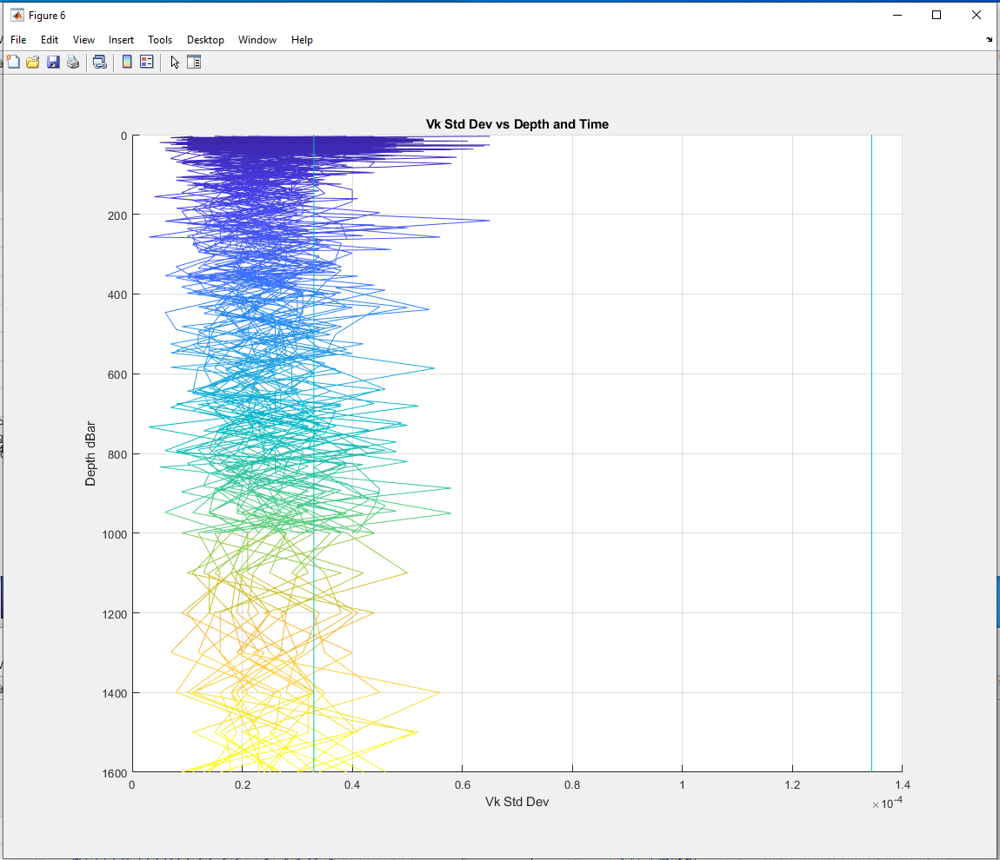 Figure 6
File Edit View Insert Tools Desktop Window Help
Vk Std Dev vs Depth and Time
0
200
400
600
800
1000
1200
1400
1600
Depth dBar
0 0.2 0.4 0.6 0.8 1 1.2 1.4
Vk Std Dev
×10⁻⁴